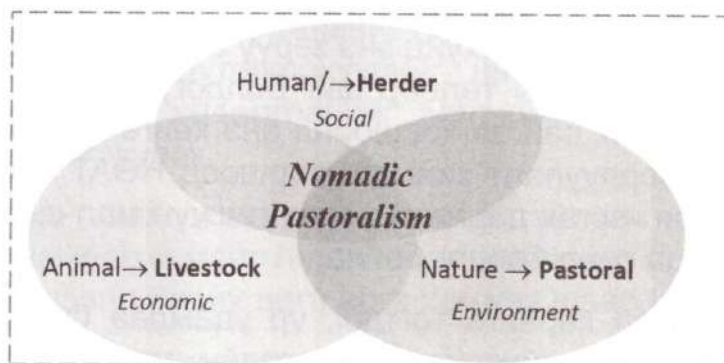 Human/→Herder
Social
Nomadic
Pastoralism
Animal→ Livestock
Economic
Nature → Pastoral
Environment